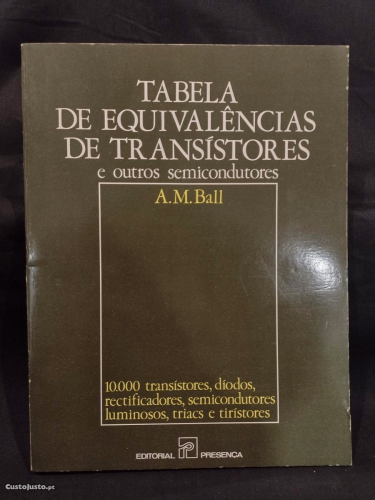 TABELA
DE EQUIVALÊNCIAS
DE TRANSÍSTORES
e outros semicondutores
A.M.Ball
10.000 transístores, díodos,
rectificadores, semicondutores
luminosos, triacs e tirístores
EDITORIAL PRESENÇA
CustoJusto.pt